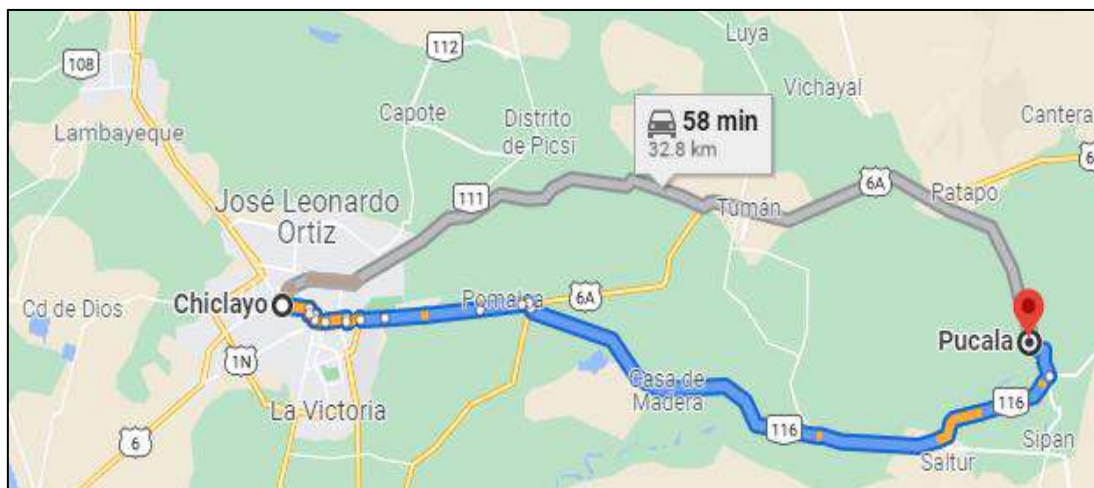 108
Lambayeque
112
Capote
Luya
Vichayal
Distrito
de Picsi
58 min
32.8 km
Cantera
6
José Leonardo
Ortiz
111
6A
Tumán
Patapo
Cd de Dios
Chiclayo
Pomalca
6A
Pucala
1N
La Victoria
Casa de
Madera
116
116
6
Saltur
Sipan